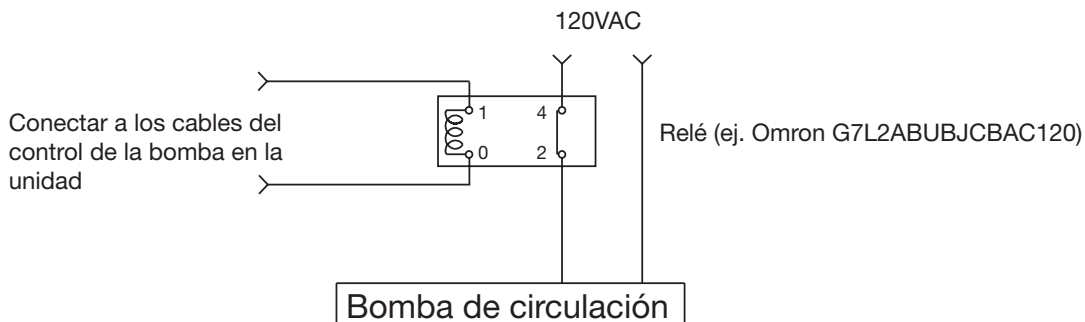 120VAC
Conectar a los cables del
control de la bomba en la
unidad
1
4
0
2
Relé (ej. Omron G7L2ABUBJCBAC120)
Bomba de circulación